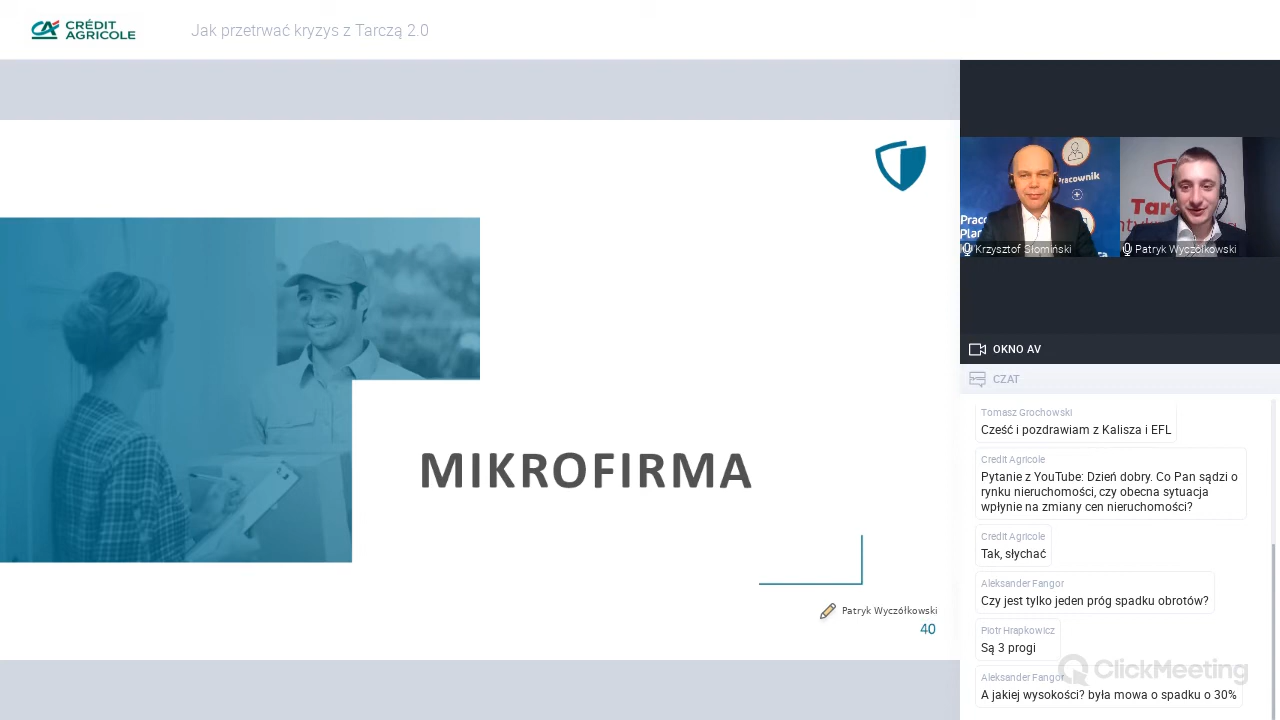 CRÉDIT
AGRICOLE
Jak przetrwać kryzys z Tarczą 2.0
MIKROFIRMA
Patryk Wyczółkowski
40
Pracownik
Krzysztof Słomiński
Patryk Wyczółkowski
OKNO AV
CZAT
Tomasz Grochowski
Cześć i pozdrawiam z Kalisza i EFL
Credit Agricole
Pytanie z YouTube: Dzień dobry. Co Pan sądzi o
rynku nieruchomości, czy obecna sytuacja
wpłynie na zmiany cen nieruchomości?
Credit Agricole
Tak, słychać
Aleksander Fangor
Czy jest tylko jeden próg spadku obrotów?
Piotr Hrapkowicz
Są 3 progi
Aleksander Fangor
A jakiej wysokości? była mowa o spadku o 30%
ClickMeeting